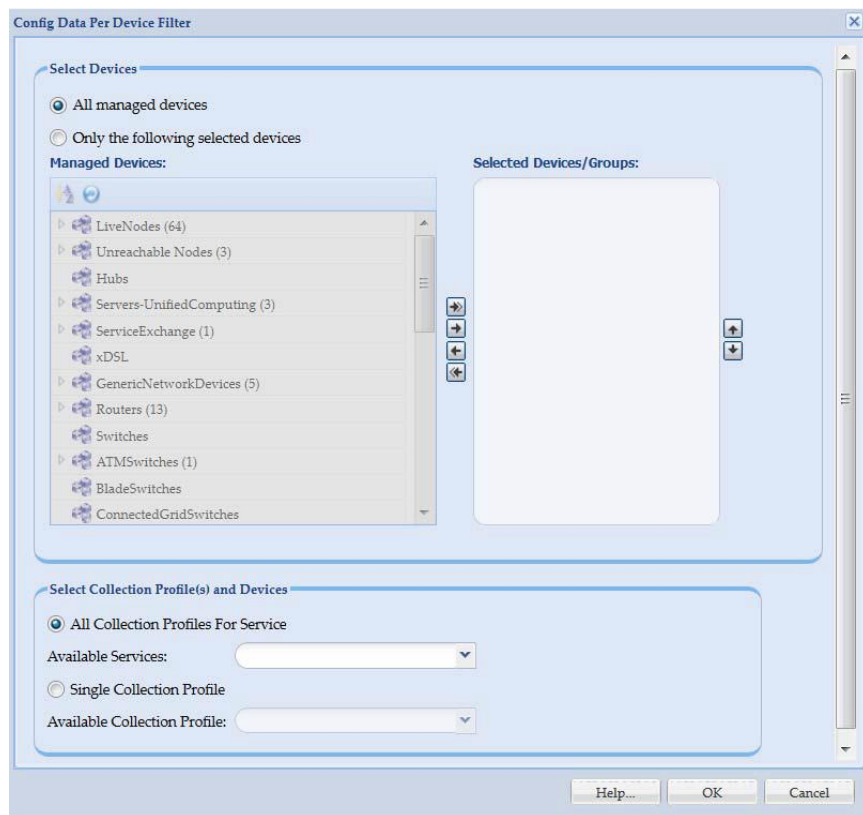 Config Data Per Device Filter
Select Devices
All managed devices
Only the following selected devices
Managed Devices:
Selected Devices/Groups:
LiveNodes (64)
Unreachable Nodes (3)
Hubs
Servers-UnifiedComputing (3)
ServiceExchange (1)
xDSL
GenericNetworkDevices (5)
Routers (13)
Switches
ATMSwitches (1)
BladeSwitches
ConnectedGridSwitches
Select Collection Profile(s) and Devices
All Collection Profiles For Service
Available Services:
Single Collection Profile
Available Collection Profile:
Help... OK Cancel